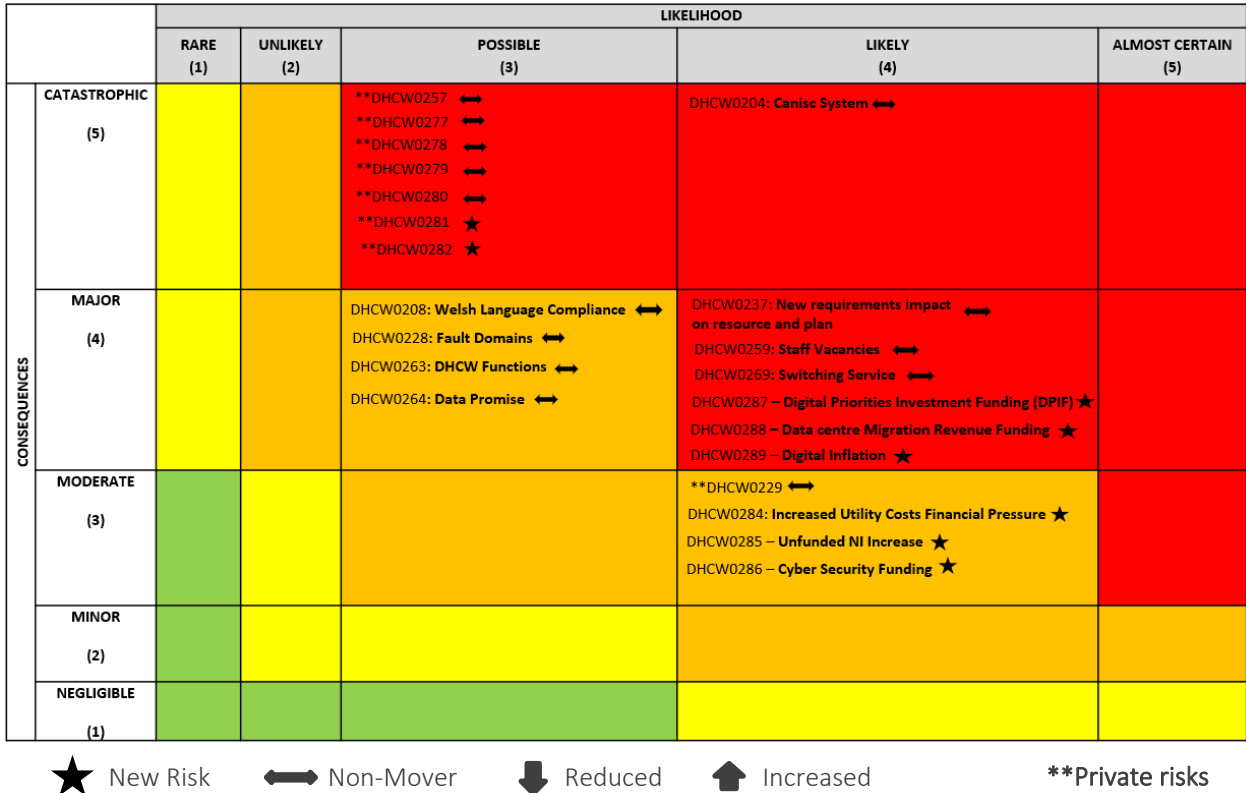 LIKELIHOOD
RARE
(1)
UNLIKELY
(2)
POSSIBLE
(3)
LIKELY
(4)
ALMOST CERTAIN
(5)
CONSEQUENCES
CATASTROPHIC
(5)
**DHCW0257
**DHCW0277
**DHCW0278
**DHCW0279
**DHCW0280
**DHCW0281
**DHCW0282
DHCW0204: Canisc System
MAJOR
(4)
DHCW0208: Welsh Language Compliance
DHCW0228: Fault Domains
DHCW0263: DHCW Functions
DHCW0264: Data Promise
DHCW0237: New requirements impact
on resource and plan
DHCW0259: Staff Vacancies
DHCW0269: Switching Service
DHCW0287 – Digital Priorities Investment Funding (DPIF)
DHCW0288 – Data centre Migration Revenue Funding
DHCW0289 – Digital Inflation
MODERATE
(3)
**DHCW0229
DHCW0284: Increased Utility Costs Financial Pressure
DHCW0285 – Unfunded NI Increase
DHCW0286 – Cyber Security Funding
MINOR
(2)
NEGLIGIBLE
(1)
New Risk
Non-Mover
Reduced
Increased
**Private risks